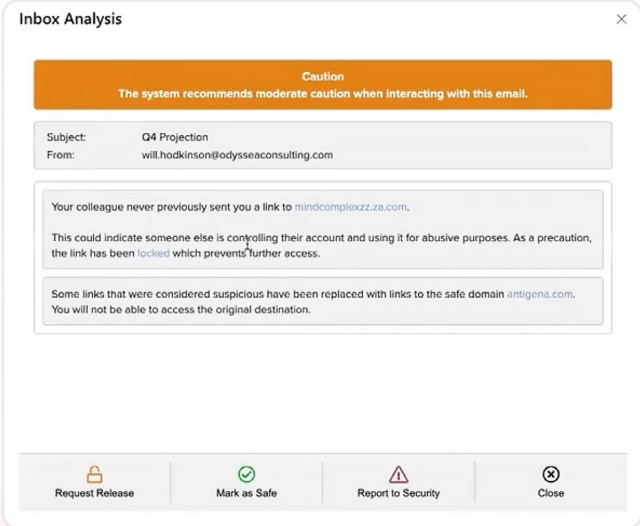 Inbox Analysis
Caution
The system recommends moderate caution when interacting with this email.
Subject: Q4 Projection
From: will.hodkinson@odysseaconsulting.com
Your colleague never previously sent you a link to mindcomplexzz.za.com.
This could indicate someone else is controlling their account and using it for abusive purposes. As a precaution,
the link has been locked which prevents further access.
Some links that were considered suspicious have been replaced with links to the safe domain antigena.com.
You will not be able to access the original destination.
Request Release
Mark as Safe
Report to Security
Close